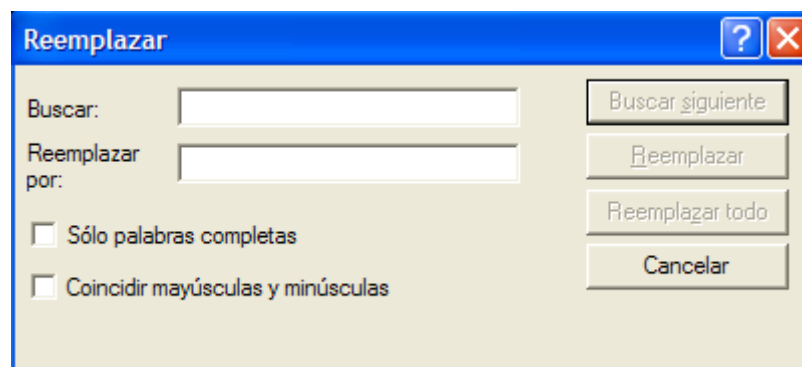 Reemplazar
?
Buscar:
Buscar siguiente
Reemplazar
por:
Reemplazar
Reemplazar todo
Sólo palabras completas
Cancelar
Coincidir mayúsculas y minúsculas